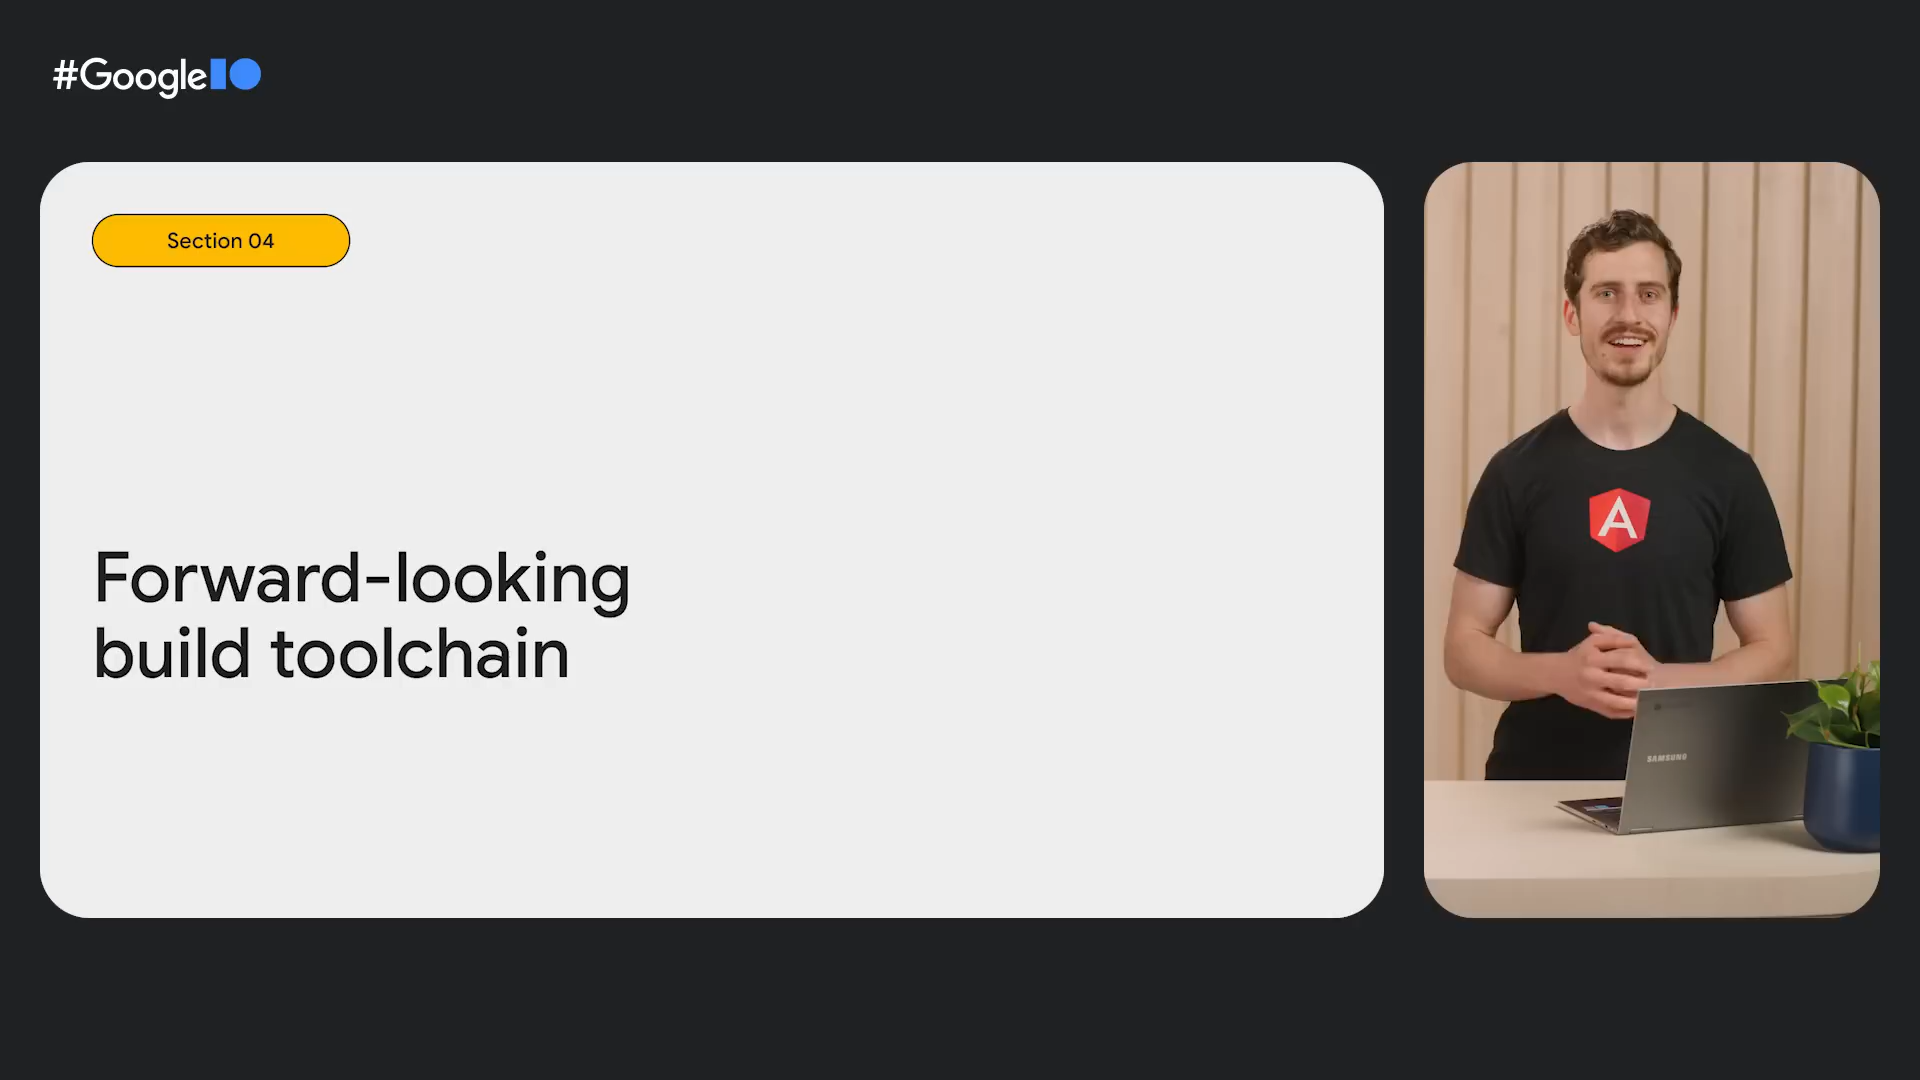 #GoogleIO
Section 04
Forward-looking
build toolchain
A
SAMSUNG